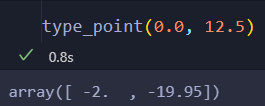 type_point(0.0, 12.5)
0.8s
array([ -2.  , -19.95])